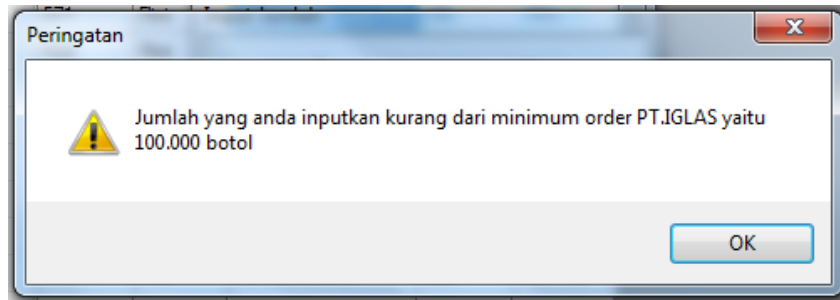 Peringatan
Jumlah yang anda inputkan kurang dari minimum order PT.IGLAS yaitu
100.000 botol
OK